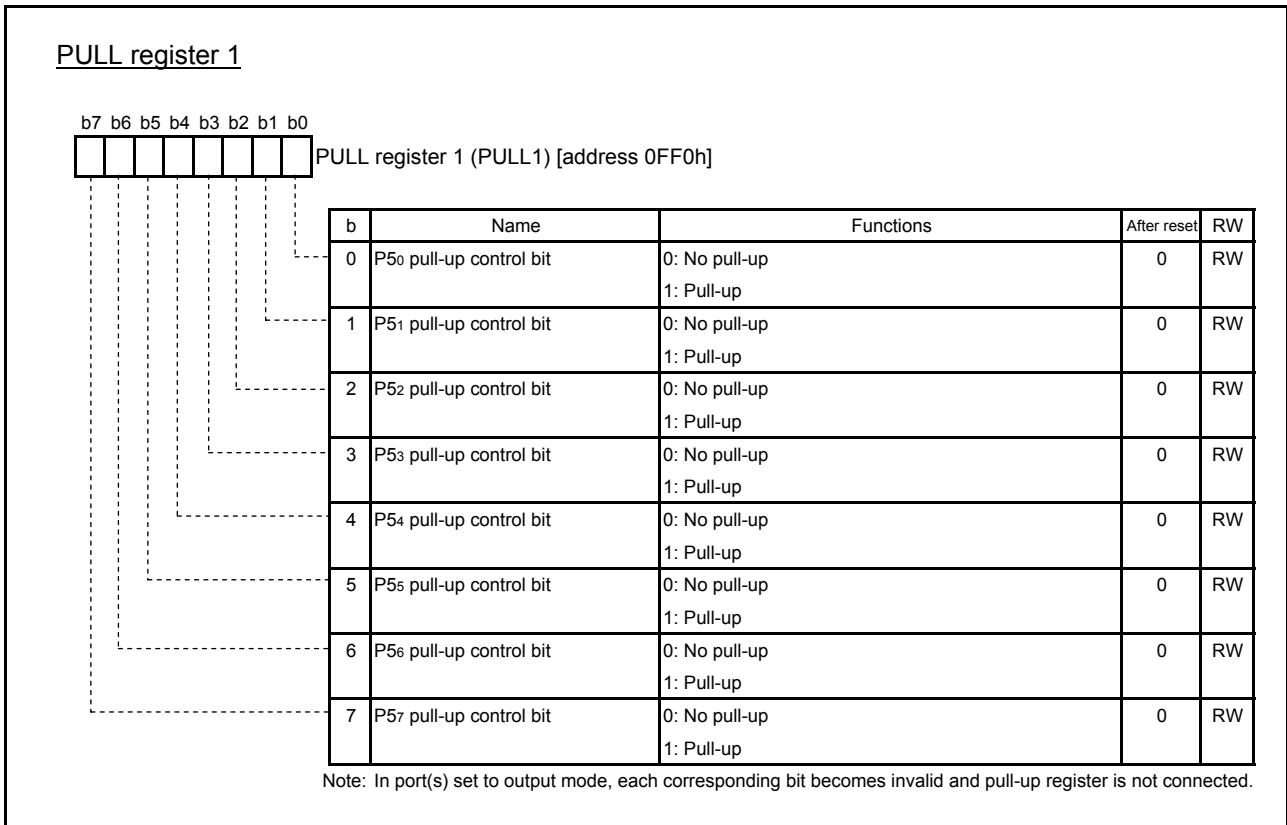 PULL register 1
b7 b6 b5 b4 b3 b2 b1 b0
PULL register 1 (PULL1) [address 0FF0h]
b Name Functions After reset RW
0 P50 pull-up control bit 0: No pull-up 0 RW
1: Pull-up
1 P51 pull-up control bit 0: No pull-up 0 RW
1: Pull-up
2 P52 pull-up control bit 0: No pull-up 0 RW
1: Pull-up
3 P53 pull-up control bit 0: No pull-up 0 RW
1: Pull-up
4 P54 pull-up control bit 0: No pull-up 0 RW
1: Pull-up
5 P55 pull-up control bit 0: No pull-up 0 RW
1: Pull-up
6 P56 pull-up control bit 0: No pull-up 0 RW
1: Pull-up
7 P57 pull-up control bit 0: No pull-up 0 RW
1: Pull-up
Note: In port(s) set to output mode, each corresponding bit becomes invalid and pull-up register is not connected.